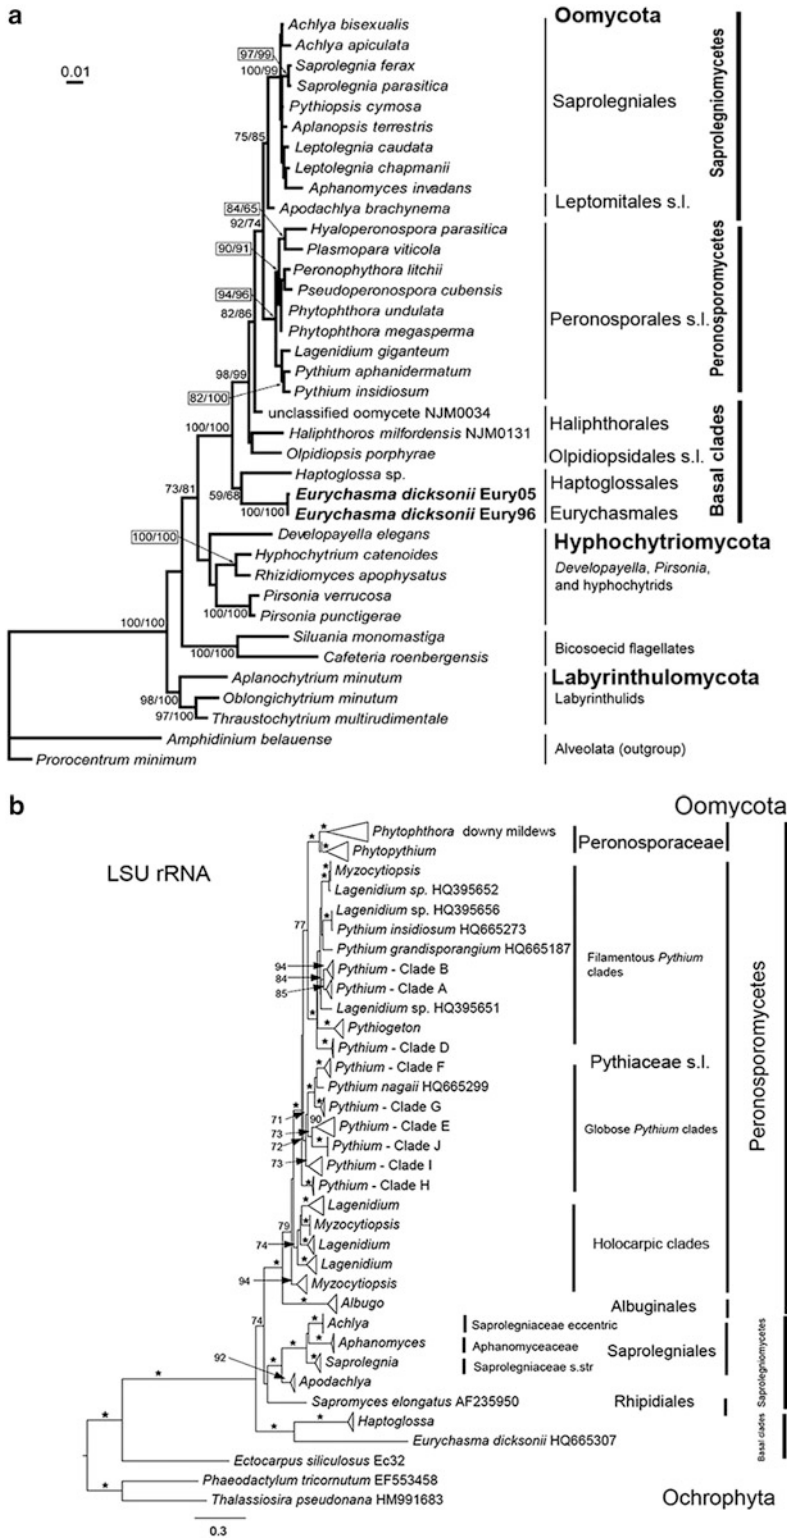 a
Oomycota
0.01
Achlya bisexualis
Achlya apiculata
97/99
100/99
Saprolegnia ferax
Saprolegnia parasitica
Saprolegniales
Pythiopsis cymosa
Aplanopsis terrestris
75/85
Leptolegnia caudata
Leptolegnia chapmanii
Aphanomyces invadans
Saprolegniomycetes
84/65
Apodachlya brachynema
Leptomitales s.l.
92/74
Hyaloperonospora parasitica
Plasmopara viticola
90/91
Peronophythora litchii
Pseudoperonospora cubensis
94/96
Phytophthora undulata
82/86
Phytophthora megasperma
Peronosporales s.l.
Peronosporomycetes
Lagenidium giganteum
98/99
Pythium aphanidermatum
82/100
Pythium insidiosum
unclassified oomycete NJM0034
100/100
Haliphthoros milfordensis NJM0131
Haliphthorales
Olpidiopsis porphyrae
Olpidiopsidales s.l.
Basal clades
Haptoglossa sp.
Haptoglossales
73/81
59/68
Eurychasma dicksonii Eury05
100/100
Eurychasma dicksonii Eury96
Eurychasmales
100/100
Developayella elegans
Hyphochytriomycota
Hyphochytrium catenoides
Developayella, Pirsonia,
Rhizidiomyces apophysatus
and hyphochytrids
Pirsonia verrucosa
100/100
Pirsonia punctigerae
100/100
Siluania monomastiga
Bicosoecid flagellates
100/100
Cafeteria roenbergensis
Aplanochytrium minutum
Labyrinthulomycota
98/100
Oblongichytrium minutum
Labyrinthulids
97/100
Thraustochytrium multirudimentale
Amphidinium belauense
Alveolata (outgroup)
Prorocentrum minimum
b
Oomycota
LSU rRNA
Phytophthora downy mildews
Peronosporaceae
Phytopythium
Myzocytiopsis
Lagenidium sp. HQ395652
Lagenidium sp. HQ395656
77
Pythium insidiosum HQ665273
Pythium grandisporangium HQ665187
Filamentous Pythium
clades
94
Pythium - Clade B
84
85
Pythium - Clade A
Lagenidium sp. HQ395651
Pythiogeton
Pythium - Clade D
Peronosporomycetes
Pythium - Clade F
Pythiaceae s.l.
Pythium nagaii HQ665299
Pythium - Clade G
71
90
73
Pythium - Clade E
Globose Pythium clades
72
Pythium - Clade J
73
Pythium - Clade I
Pythium - Clade H
Lagenidium
79
Myzocytiopsis
74
Lagenidium
Holocarpic clades
Lagenidium
94
Myzocytiopsis
Albugo
Albuginales
74
Achlya
Saprolegniaceae eccentric
Aphanomyces
Aphanomyceaceae
Saprolegniales
Saprolegnia
Saprolegniaceae s.str
92
Apodachlya
Saprolegniomycetes
Sapromyces elongatus AF235950
Rhipidiales
Haptoglossa
Basal clades
Eurychasma dicksonii HQ665307
Ectocarpus siliculosus Ec32
Phaeodactylum tricornutum EF553458
Ochrophyta
Thalassiosira pseudonana HM991683
0.3